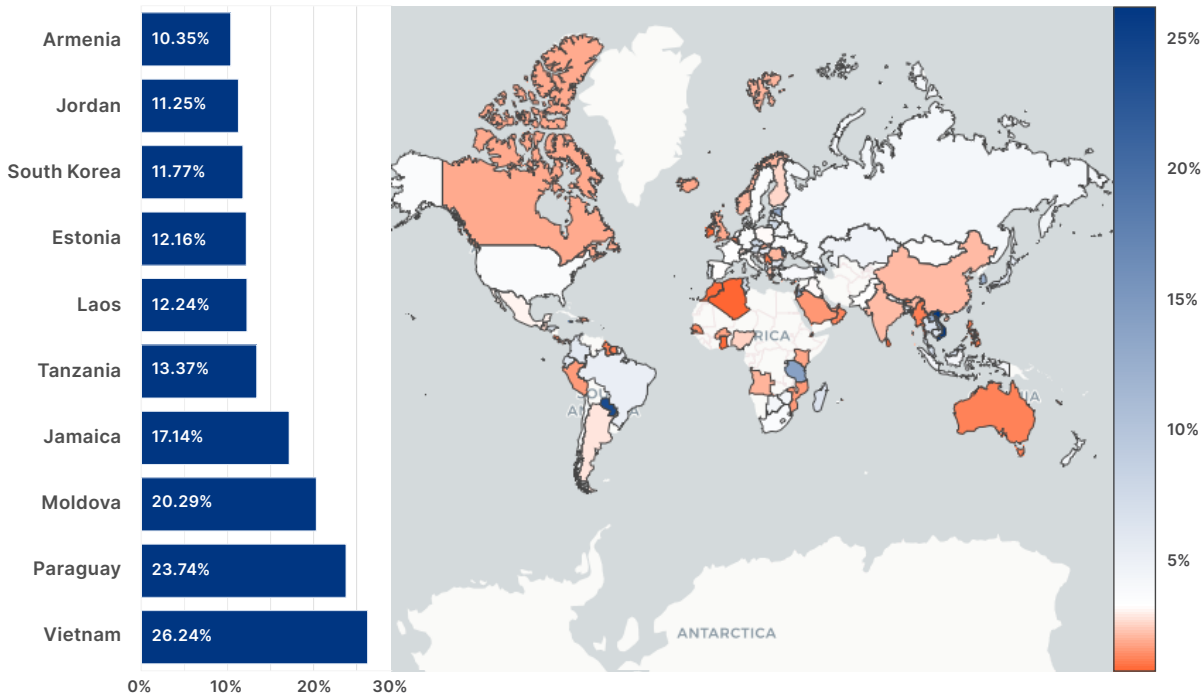 Armenia 10.35%
Jordan 11.25%
South Korea 11.77%
Estonia 12.16%
Laos 12.24%
Tanzania 13.37%
Jamaica 17.14%
Moldova 20.29%
Paraguay 23.74%
Vietnam 26.24%
0% 10% 20% 30%
RICA
IA
A
ANTARCTICA
25%
20%
15%
10%
5%